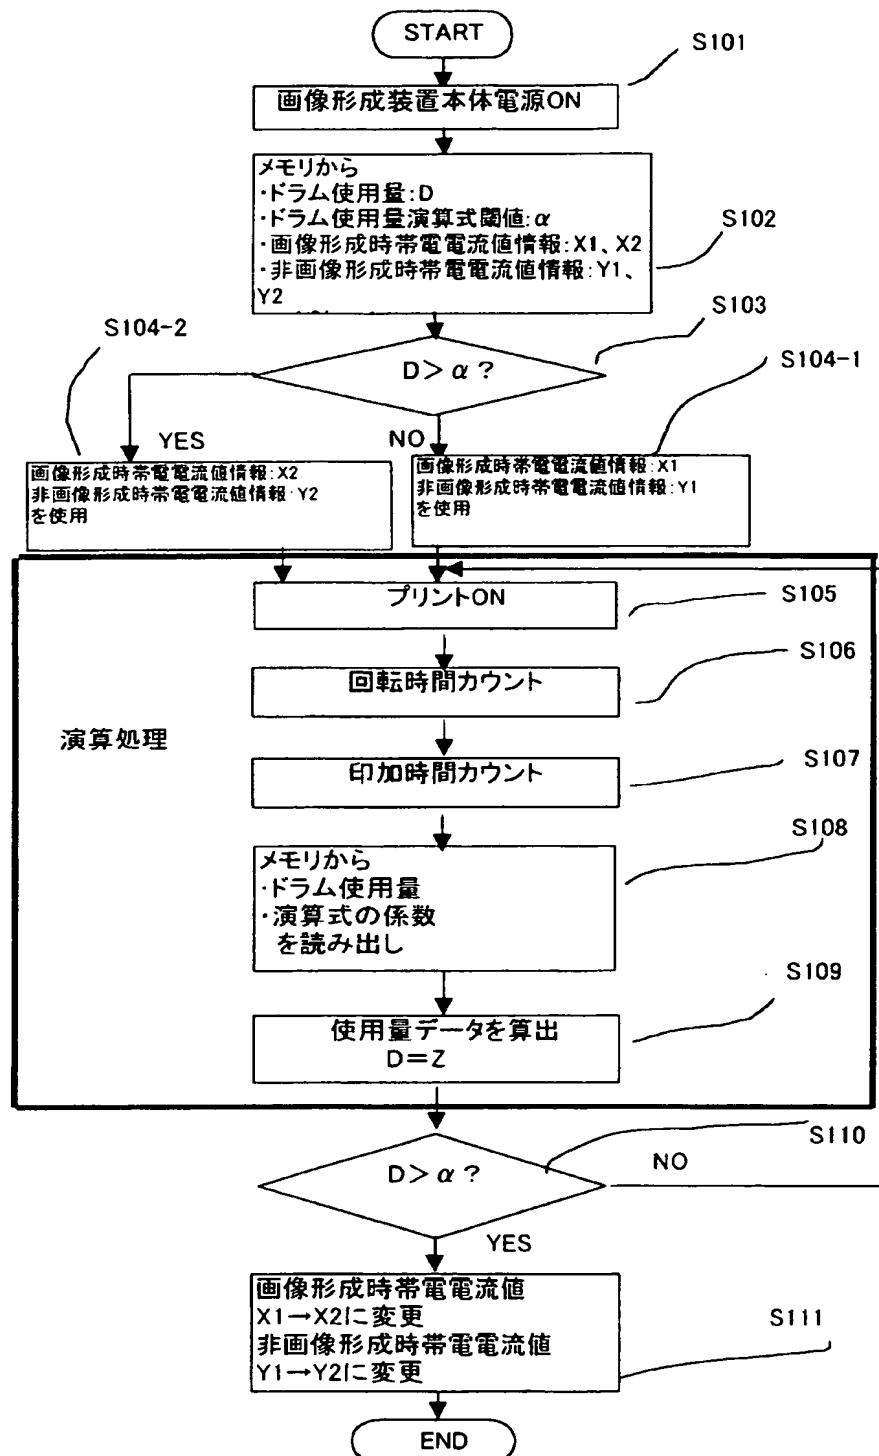 START
S101
画像形成装置本体電源ON
メモリから
・ドラム使用量:D
・ドラム使用量演算式閾値:α
・画像形成時帯電電流値情報:X1、X2
・非画像形成時帯電電流値情報:Y1、
Y2
S102
S103
D>α?
S104-2
S104-1
YES
NO
画像形成時帯電電流値情報:X2
非画像形成時帯電電流値情報:Y2
を使用
画像形成時帯電電流値情報:X1
非画像形成時帯電電流値情報:Y1
を使用
プリントON
S105
回転時間カウント
S106
演算処理
印加時間カウント
S107
メモリから
・ドラム使用量
・演算式の係数
を読み出し
S108
使用量データを算出
D=Z
S109
D>α?
S110
NO
YES
画像形成時帯電電流値
X1→X2に変更
非画像形成時帯電電流値
Y1→Y2に変更
S111
END